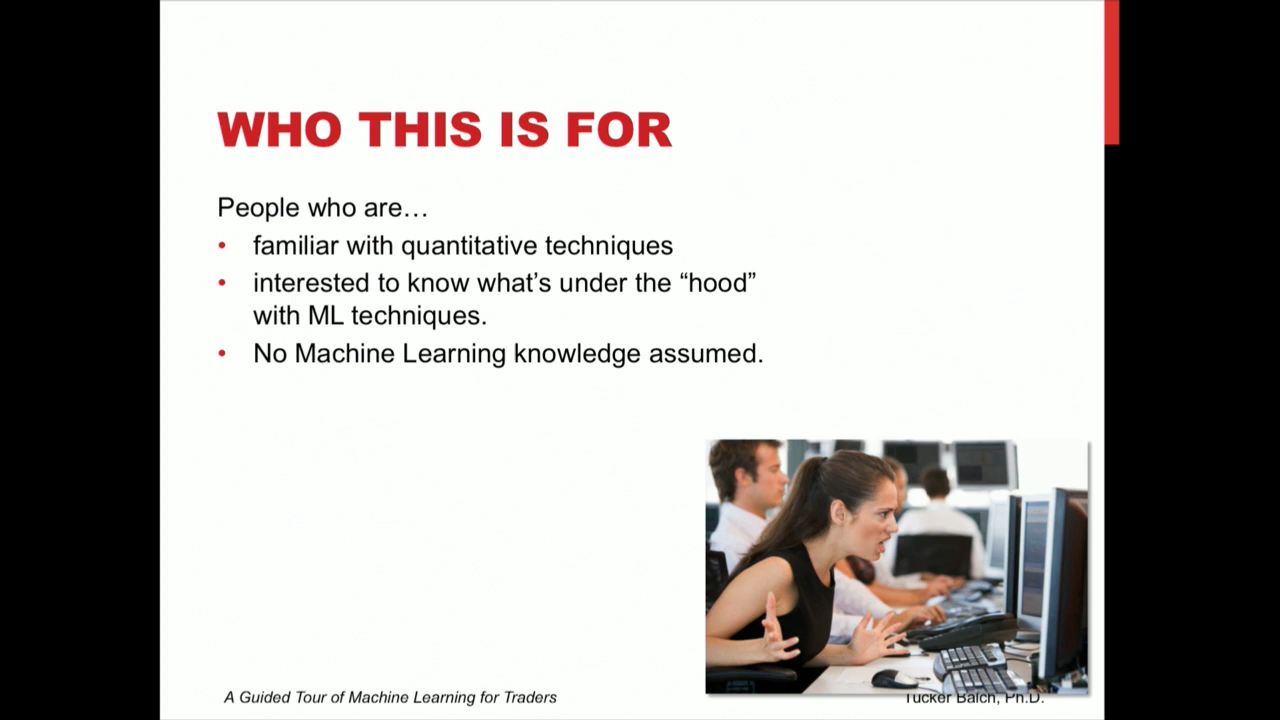 WHO THIS IS FOR
People who are…
• familiar with quantitative techniques
• interested to know what’s under the “hood”
with ML techniques.
• No Machine Learning knowledge assumed.
A Guided Tour of Machine Learning for Traders
Tucker Balch, Ph.D.